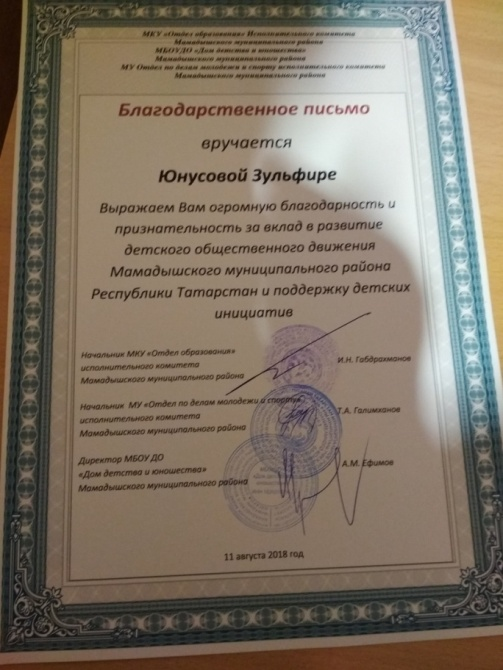 МКУ «Отдел образования» Исполнительного комитета
Мамадышского муниципального района
МБОУДО «Дом детства и юношества»
Мамадышского муниципального района
МУ Отдел по делам молодежи и спорту исполнительного комитета
Мамадышского муниципального района
Благодарственное письмо
вручается
Юнусовой Зульфире
Выражаем Вам огромную благодарность и
признательность за вклад в развитие
детского общественного движения
Мамадышского муниципального района
Республики Татарстан и поддержку детских
инициатив
Начальник МКУ «Отдел образования»
исполнительного комитета
Мамадышского муниципального района
И.Н. Габдрахманов
Начальник МУ «Отдел по делам молодежи и спорту»
исполнительного комитета
Мамадышского муниципального района
Т.А. Галимханов
Директор МБОУ ДО
«Дом детства и юношества»
Мамадышского муниципального района
А.М. Ефимов
11 августа 2018 год